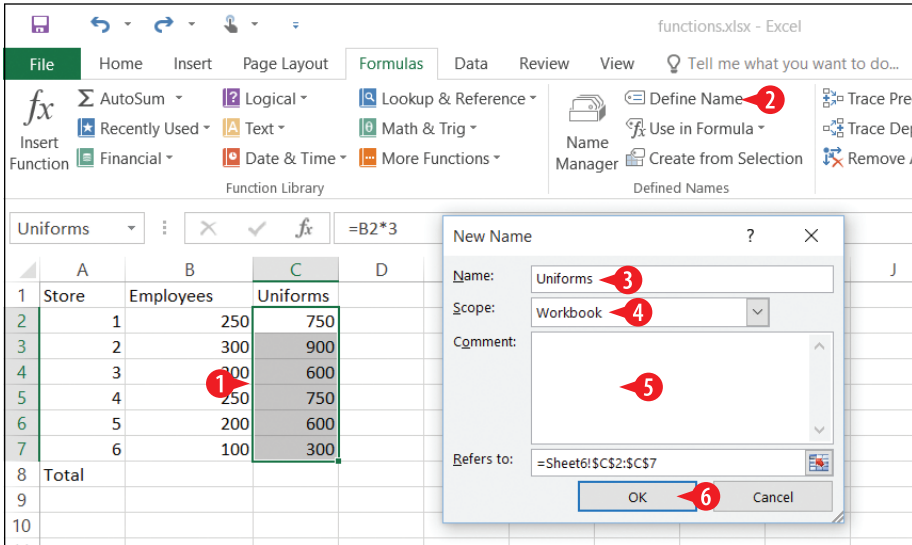 functions.xlsx - Excel
File Home Insert Page Layout Formulas Data Review View Tell me what you want to do...
fx Insert Function
Σ AutoSum
Recently Used
Financial
Logical
Text
Date & Time
Lookup & Reference
Math & Trig
More Functions
Function Library
Name Manager
Define Name 2
Use in Formula
Create from Selection
Defined Names
Trace Pre
Trace Dep
Remove
Uniforms fx =B2*3
A B C D J
1 Store Employees Uniforms
2 1 250 750
3 2 300 900
4 3 600
1
5 4 250 750
6 5 200 600
7 6 100 300
8 Total
9
10
New Name ?
Name: Uniforms 3
Scope: Workbook 4
Comment: 5
Refers to: =Sheet6!$C$2:$C$7
OK 6 Cancel